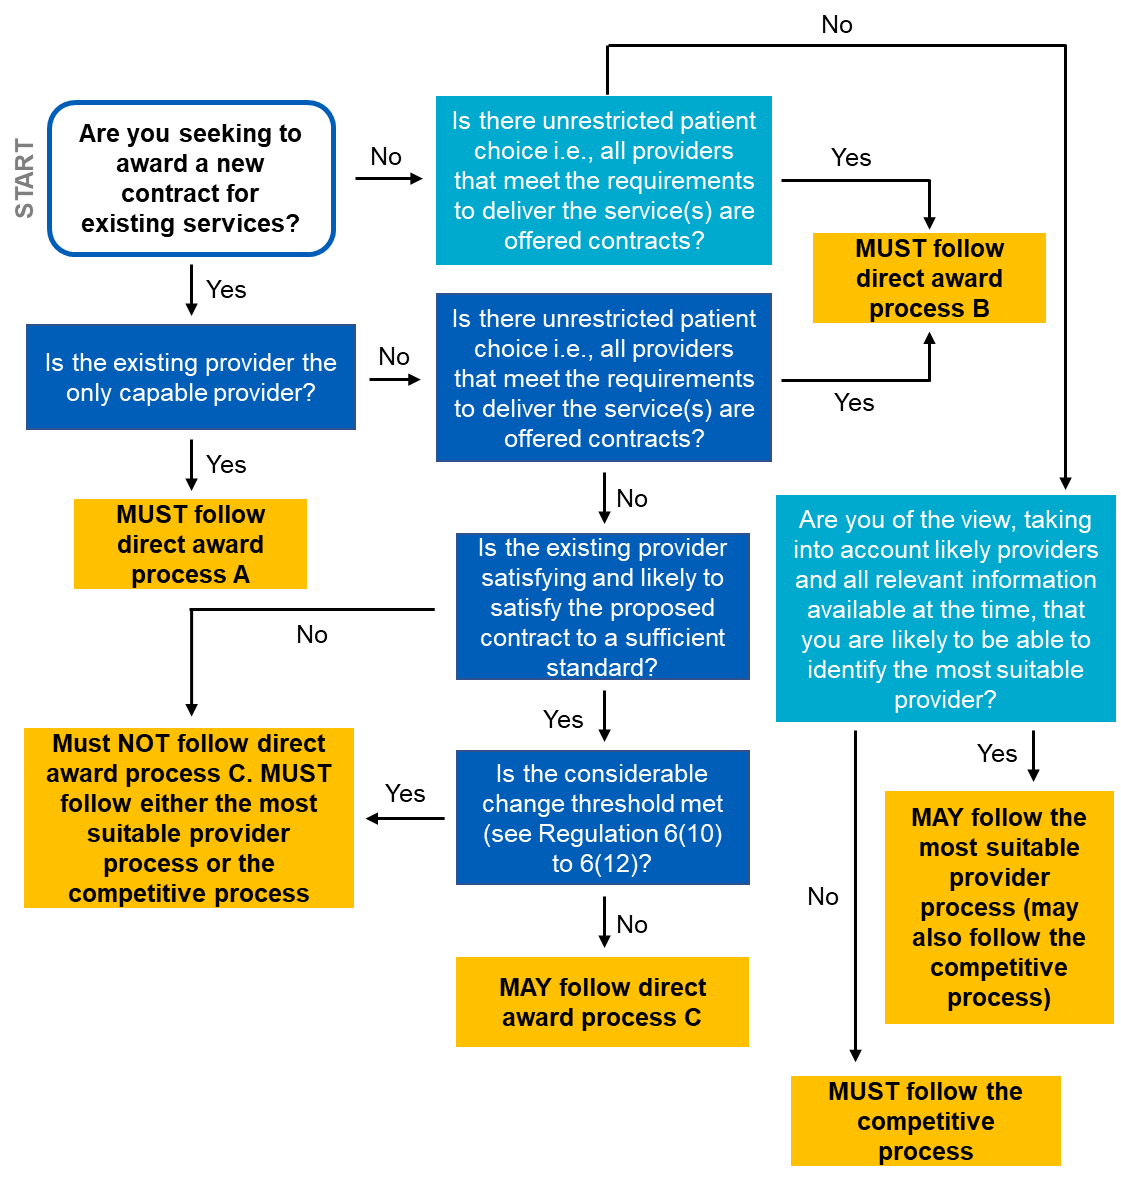 No
START
Are you seeking to
award a new
contract for
existing services?
No
Is there unrestricted patient
choice i.e., all providers
that meet the requirements
to deliver the service(s) are
offered contracts?
Yes
MUST follow
direct award
process B
Yes
Is the existing provider the
only capable provider?
No
Is there unrestricted patient
choice i.e., all providers
that meet the requirements
to deliver the service(s) are
offered contracts?
Yes
Yes
MUST follow
direct award
process A
No
Is the existing provider
satisfying and likely to
satisfy the proposed
contract to a sufficient
standard?
No
Are you of the view, taking
into account likely providers
and all relevant information
available at the time, that
you are likely to be able to
identify the most suitable
provider?
Yes
Must NOT follow direct
award process C. MUST
follow either the most
suitable provider
process or the
competitive process
Yes
Is the considerable
change threshold met
(see Regulation 6(10)
to 6(12)?
Yes
MAY follow the
most suitable
provider
process (may
also follow the
competitive
process)
No
No
MAY follow direct
award process C
MUST follow the
competitive
process